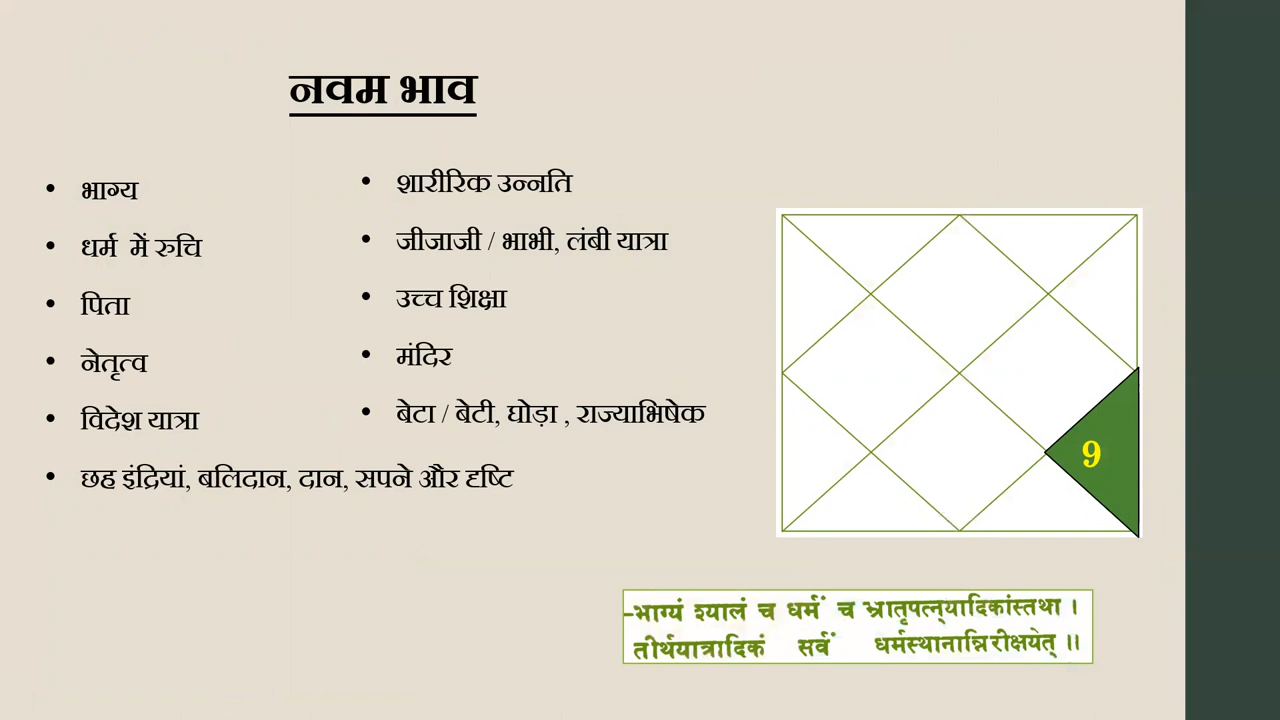 नवम भाव
• भाग्य
• धर्म में रुचि
• पिता
• नेतृत्व
• विदेश यात्रा
• छह इंद्रियां, बलिदान, दान, सपने और दृष्टि
• शारीरिक उन्नति
• जीजाजी / भाभी, लंबी यात्रा
• उच्च शिक्षा
• मंदिर
• बेटा / बेटी, घोड़ा , राज्याभिषेक
9
-भाग्यं श्यालं च धर्मं च भ्रातृपत्न्यादिकांस्तथा ।
तीर्थयात्रादिकं सर्वं धर्मस्थानान्निरीक्षयेत् ॥